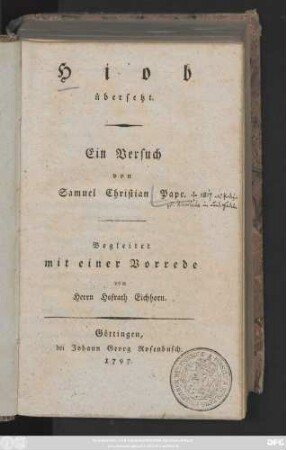 Hiob
übersetzt.
Ein Versuch
von
Samuel Christian Pape.
Begleitet
mit einer Vorrede
vom
Herrn Hofrath Eichhorn.
Göttingen,
bei Johann Georg Rosenbusch.
1797.